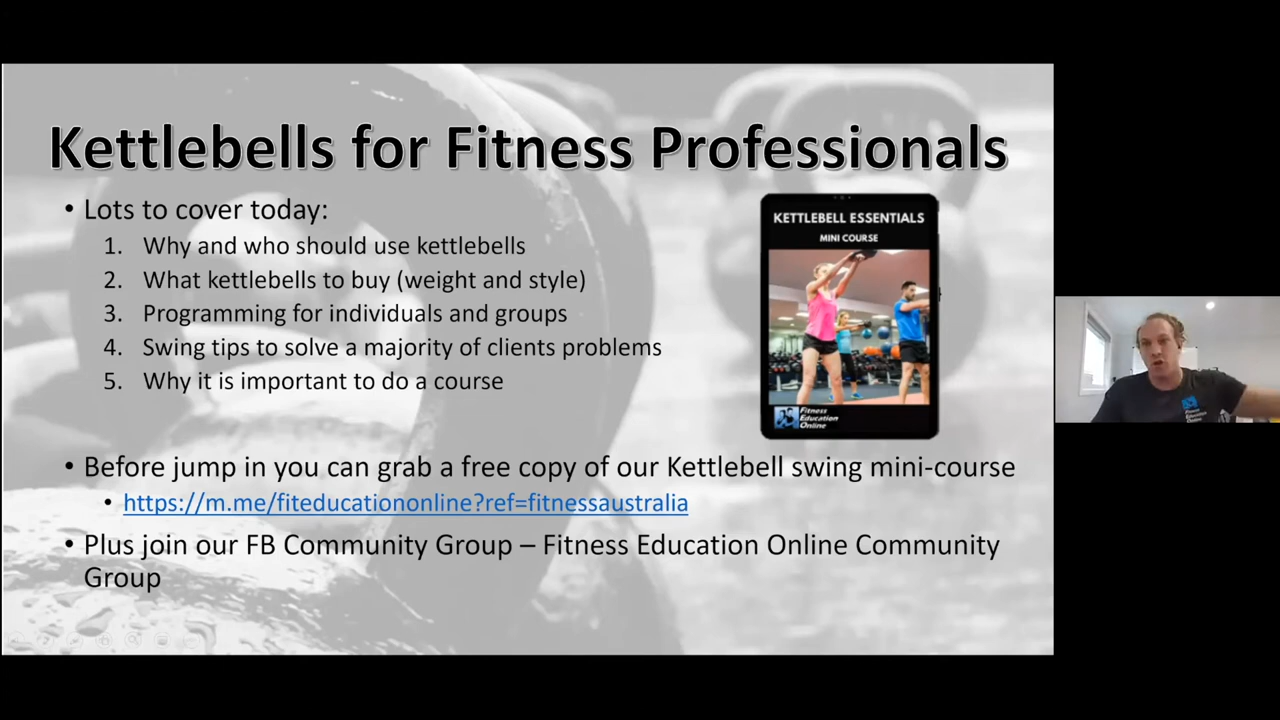 Kettlebells for Fitness Professionals
• Lots to cover today:
1. Why and who should use kettlebells
2. What kettlebells to buy (weight and style)
3. Programming for individuals and groups
4. Swing tips to solve a majority of clients problems
5. Why it is important to do a course
KETTLEBELL ESSENTIALS
MINI COURSE
Fitness
Education
Online
• Before jump in you can grab a free copy of our Kettlebell swing mini-course
• https://m.me/fiteducationonline?ref=fitnessaustralia
• Plus join our FB Community Group – Fitness Education Online Community
Group
Fitness
Education
Online